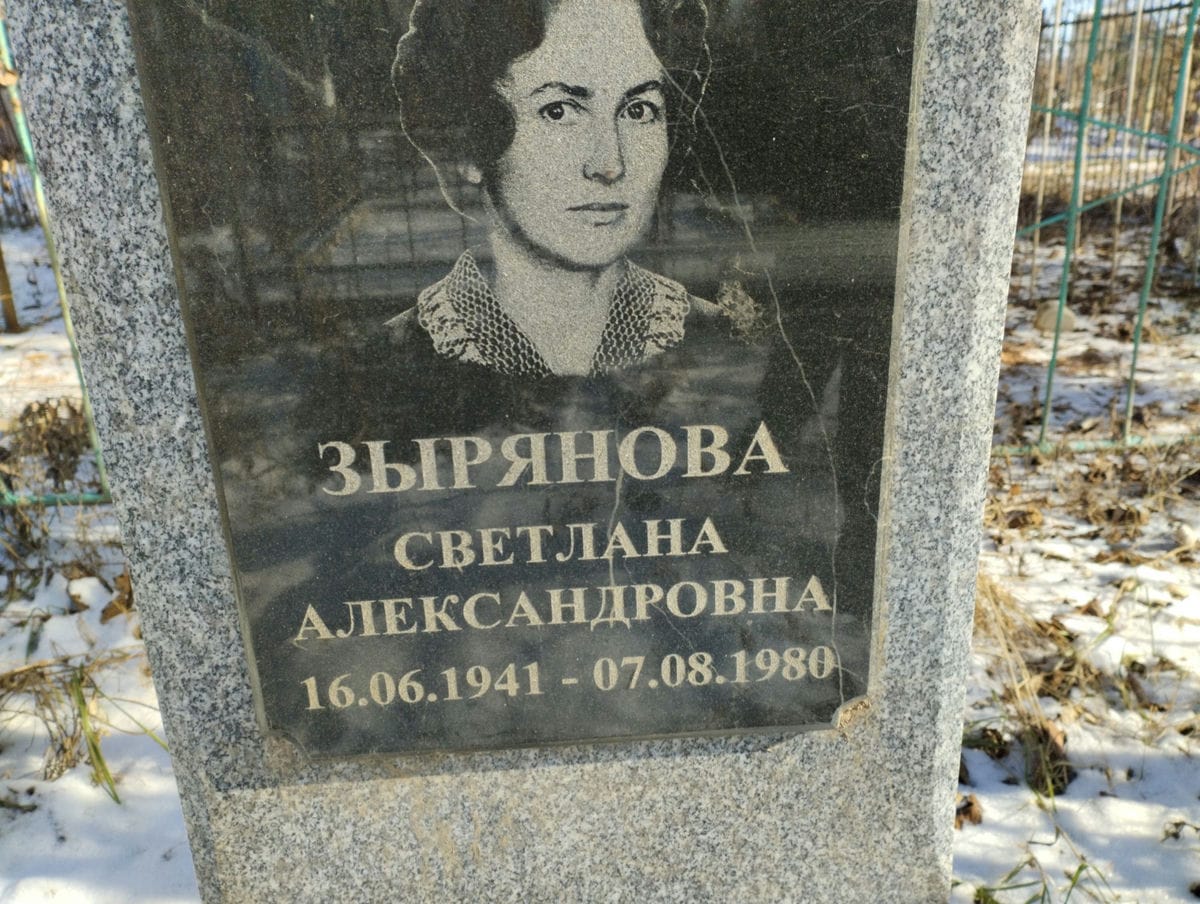 ЗЫРЯНОВА
СВЕТЛАНА
АЛЕКСАНДРОВНА
16.06.1941 - 07.08.1980